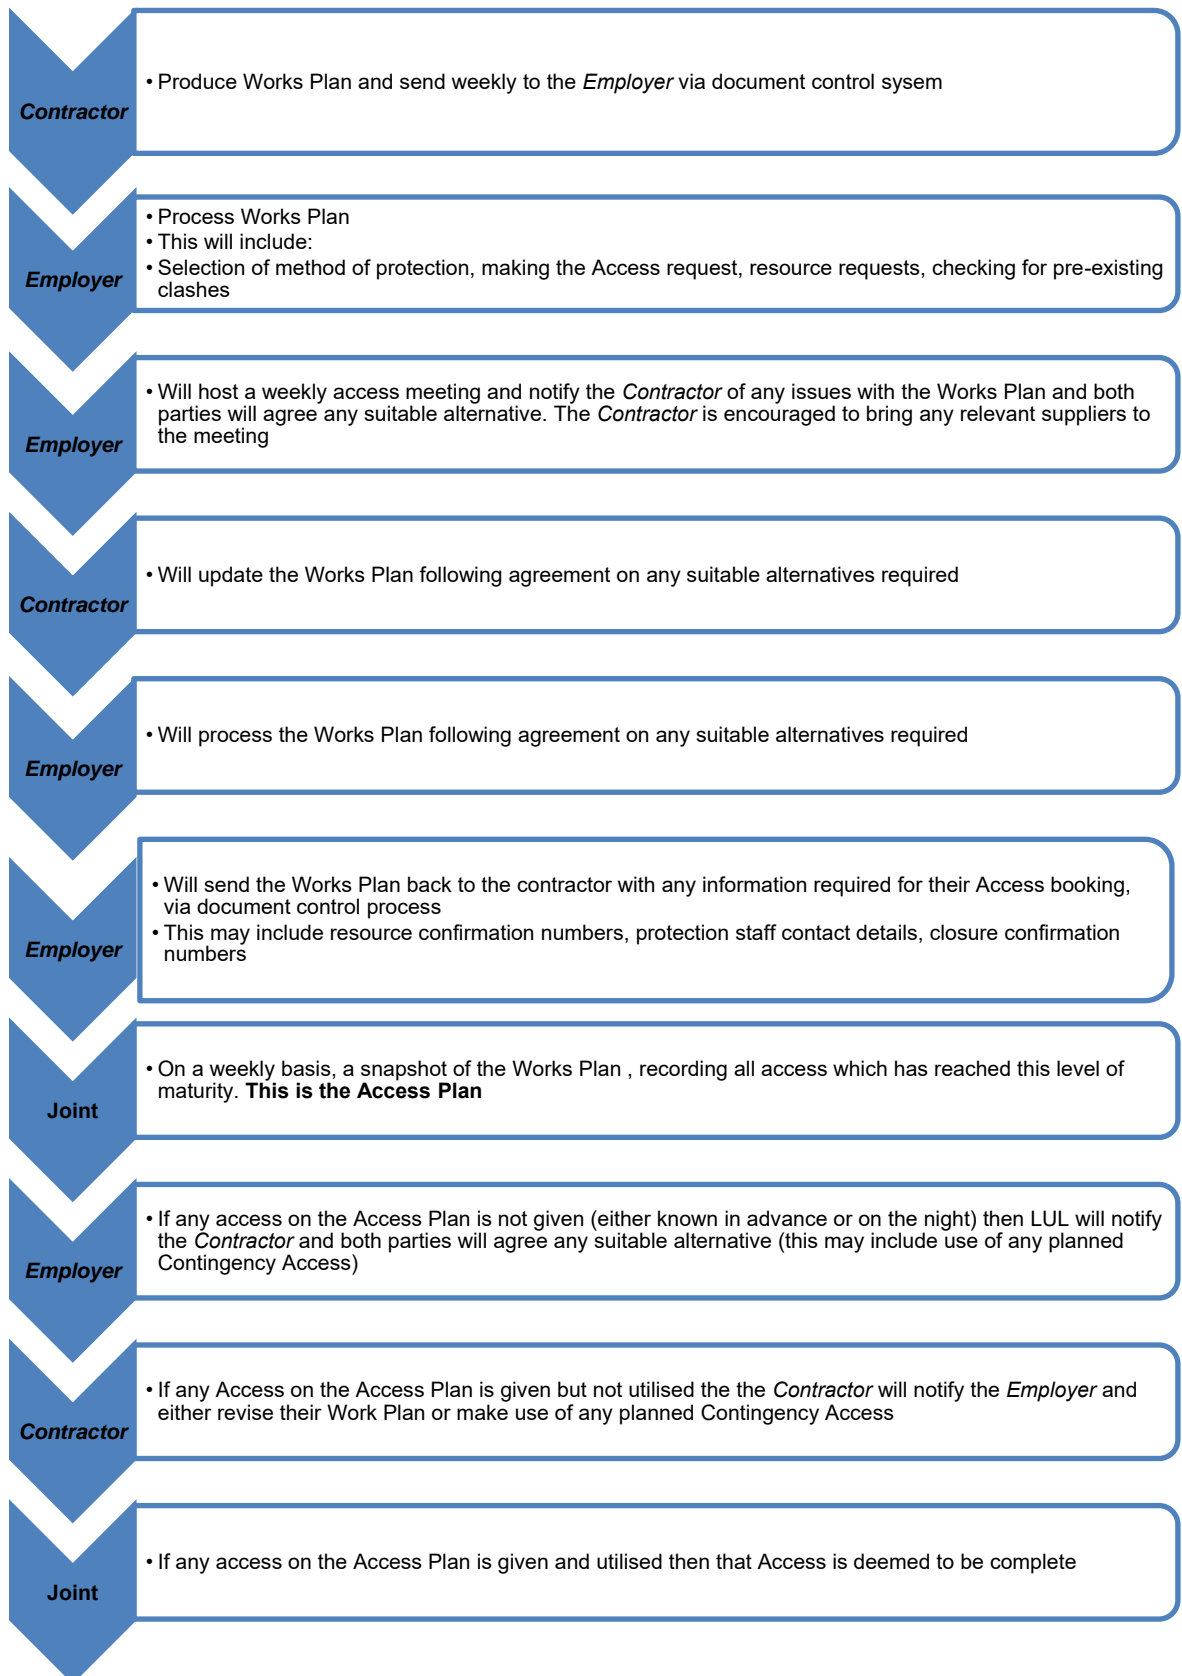 Contractor
• Produce Works Plan and send weekly to the Employer via document control sysem
Employer
• Process Works Plan
• This will include:
• Selection of method of protection, making the Access request, resource requests, checking for pre-existing
clashes
Employer
• Will host a weekly access meeting and notify the Contractor of any issues with the Works Plan and both
parties will agree any suitable alternative. The Contractor is encouraged to bring any relevant suppliers to
the meeting
Contractor
• Will update the Works Plan following agreement on any suitable alternatives required
Employer
• Will process the Works Plan following agreement on any suitable alternatives required
Employer
• Will send the Works Plan back to the contractor with any information required for their Access booking,
via document control process
• This may include resource confirmation numbers, protection staff contact details, closure confirmation
numbers
Joint
• On a weekly basis, a snapshot of the Works Plan , recording all access which has reached this level of
maturity. This is the Access Plan
Employer
• If any access on the Access Plan is not given (either known in advance or on the night) then LUL will notify
the Contractor and both parties will agree any suitable alternative (this may include use of any planned
Contingency Access)
Contractor
• If any Access on the Access Plan is given but not utilised the the Contractor will notify the Employer and
either revise their Work Plan or make use of any planned Contingency Access
Joint
• If any access on the Access Plan is given and utilised then that Access is deemed to be complete